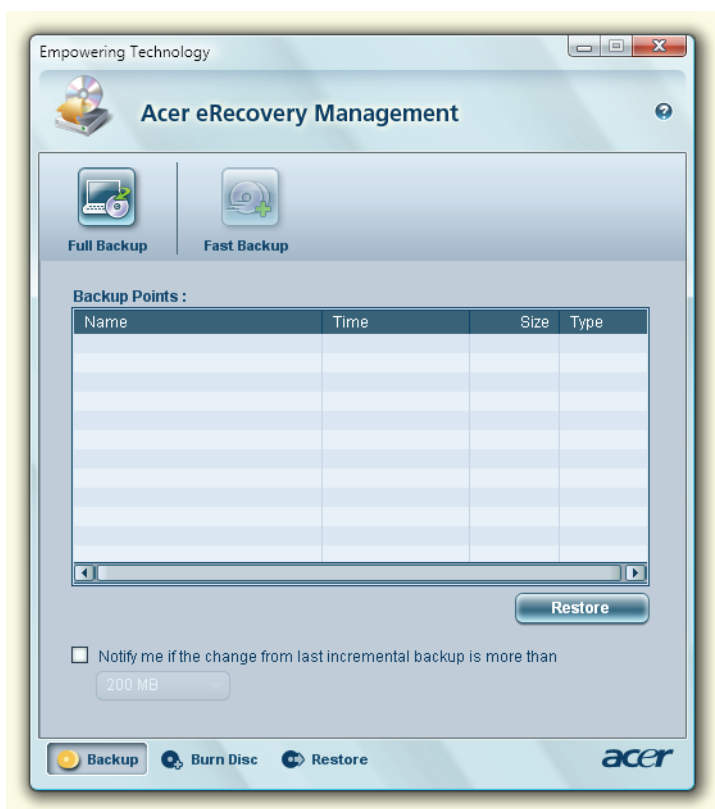 Empowering Technology
Acer eRecovery Management
Full Backup
Fast Backup
Backup Points :
Name Time Size Type
Restore
Notify me if the change from last incremental backup is more than
200 MB
Backup Burn Disc Restore acer